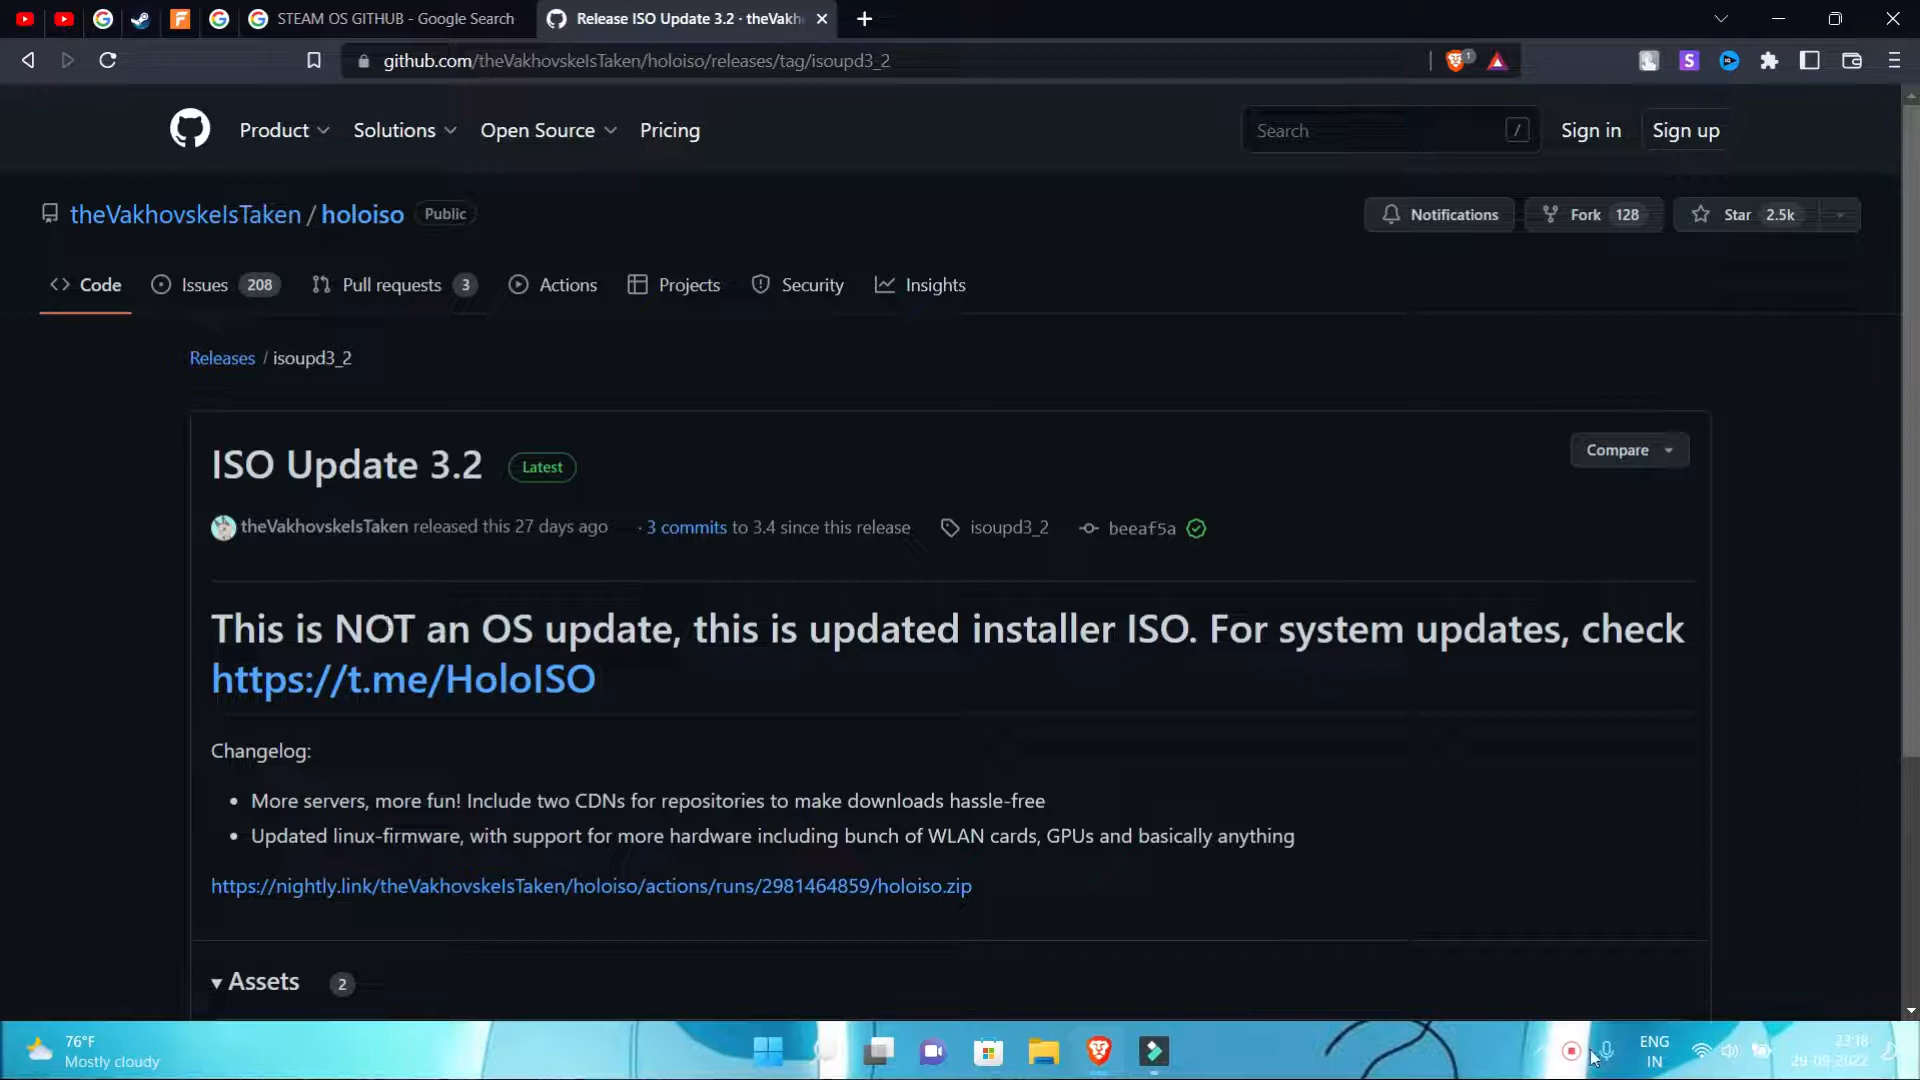 STEAM OS GITHUB - Google Search
Release ISO Update 3.2 · theVakh
github.com/theVakhovskeIsTaken/holoiso/releases/tag/isoupd3_2
1
Product
Solutions
Open Source
Pricing
Search
/
Sign in
Sign up
theVakhovskeIsTaken / holoiso
Public
Notifications
Fork 128
Star 2.5k
Code
Issues 208
Pull requests 3
Actions
Projects
Security
Insights
Releases / isoupd3_2
ISO Update 3.2
Latest
Compare
theVakhovskeIsTaken released this 27 days ago
· 3 commits to 3.4 since this release
isoupd3_2
beeaf5a
This is NOT an OS update, this is updated installer ISO. For system updates, check
https://t.me/HoloISO
Changelog:
• More servers, more fun! Include two CDNs for repositories to make downloads hassle-free
• Updated linux-firmware, with support for more hardware including bunch of WLAN cards, GPUs and basically anything
https://nightly.link/theVakhovskeIsTaken/holoiso/actions/runs/2981464859/holoiso.zip
Assets 2
76°F
Mostly cloudy
ENG
IN
23:18
29-09-2022